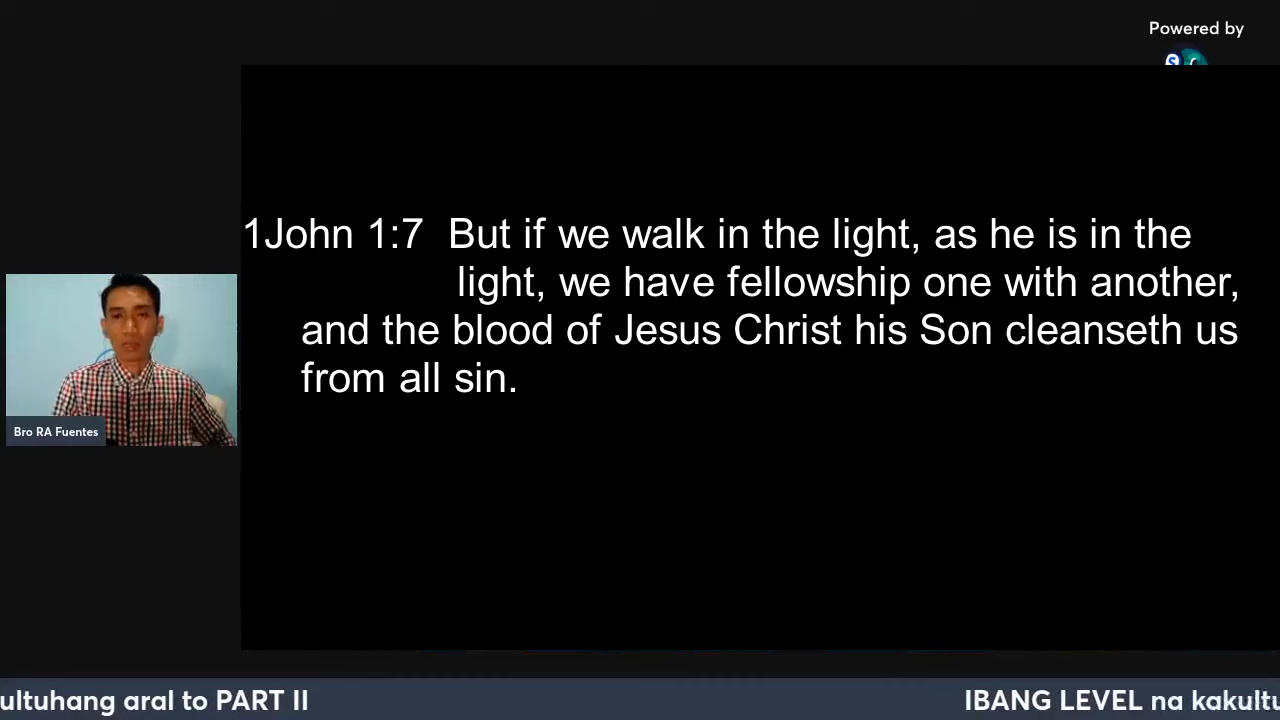 Powered by
1John 1:7 But if we walk in the light, as he is in the
light, we have fellowship one with another,
and the blood of Jesus Christ his Son cleanseth us
from all sin.
Bro RA Fuentes
ultuhang aral to PART II IBANG LEVEL na kakultu